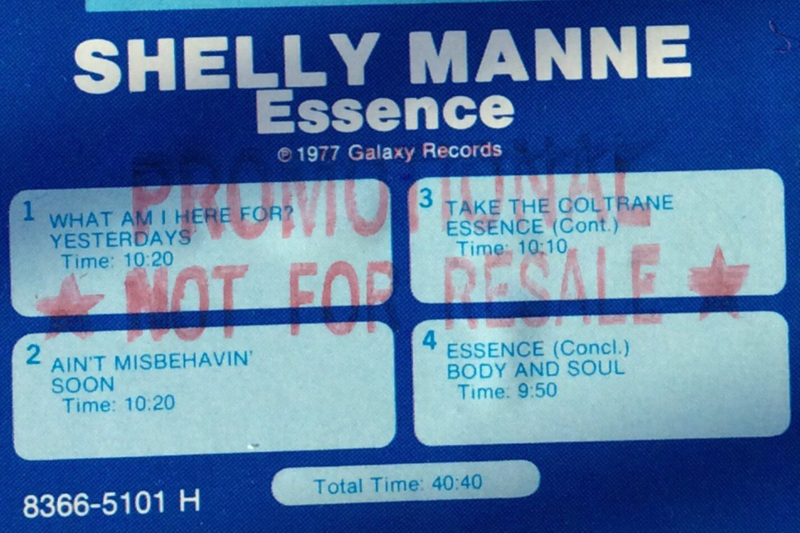 SHELLY MANNE
Essence
℗ 1977 Galaxy Records
PROMOTIONAL
NOT FOR RESALE
1
WHAT AM I HERE FOR?
YESTERDAYS
Time: 10:20
2
AIN'T MISBEHAVIN'
SOON
Time: 10:20
3
TAKE THE COLTRANE
ESSENCE (Cont.)
Time: 10:10
4
ESSENCE (Concl.)
BODY AND SOUL
Time: 9:50
Total Time: 40:40
8366-5101 H